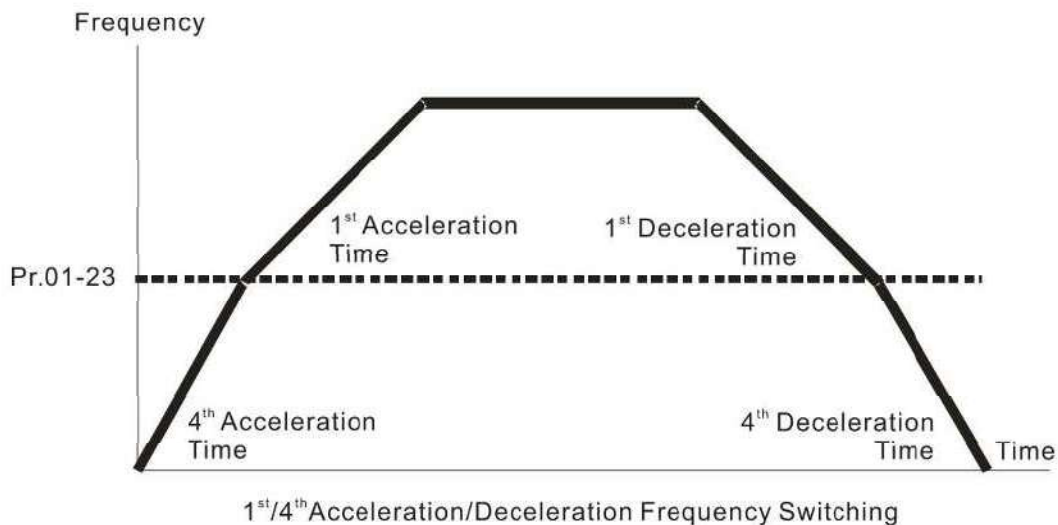 Frequency
1st Acceleration
Time
1st Deceleration
Time
Pr.01-23
4th Acceleration
Time
4th Deceleration
Time
Time
1st/4th Acceleration/Deceleration Frequency Switching